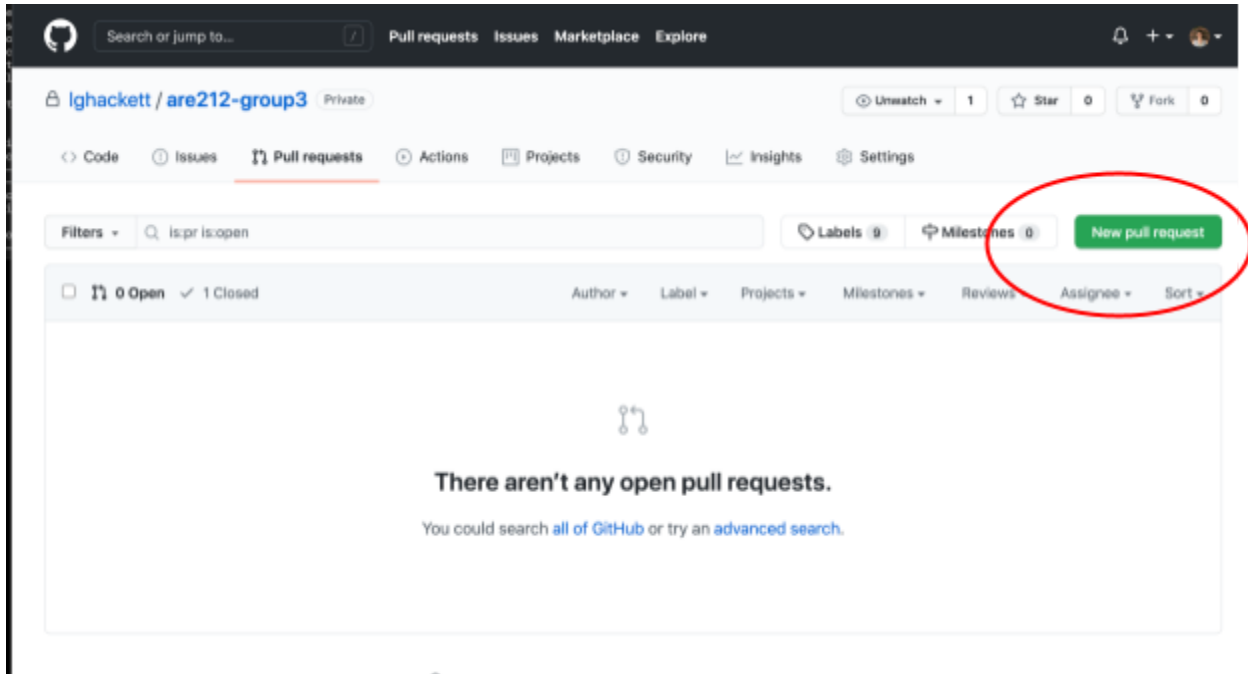 Search or jump to... / Pull requests Issues Marketplace Explore
lghackett / are212-group3 Private Unwatch 1 Star 0 Fork 0
Code Issues Pull requests Actions Projects Security Insights Settings
Filters is:pr is:open Labels 9 Milestones 0 New pull request
0 Open 1 Closed Author Label Projects Milestones Reviews Assignee Sort
There aren't any open pull requests.
You could search all of GitHub or try an advanced search.